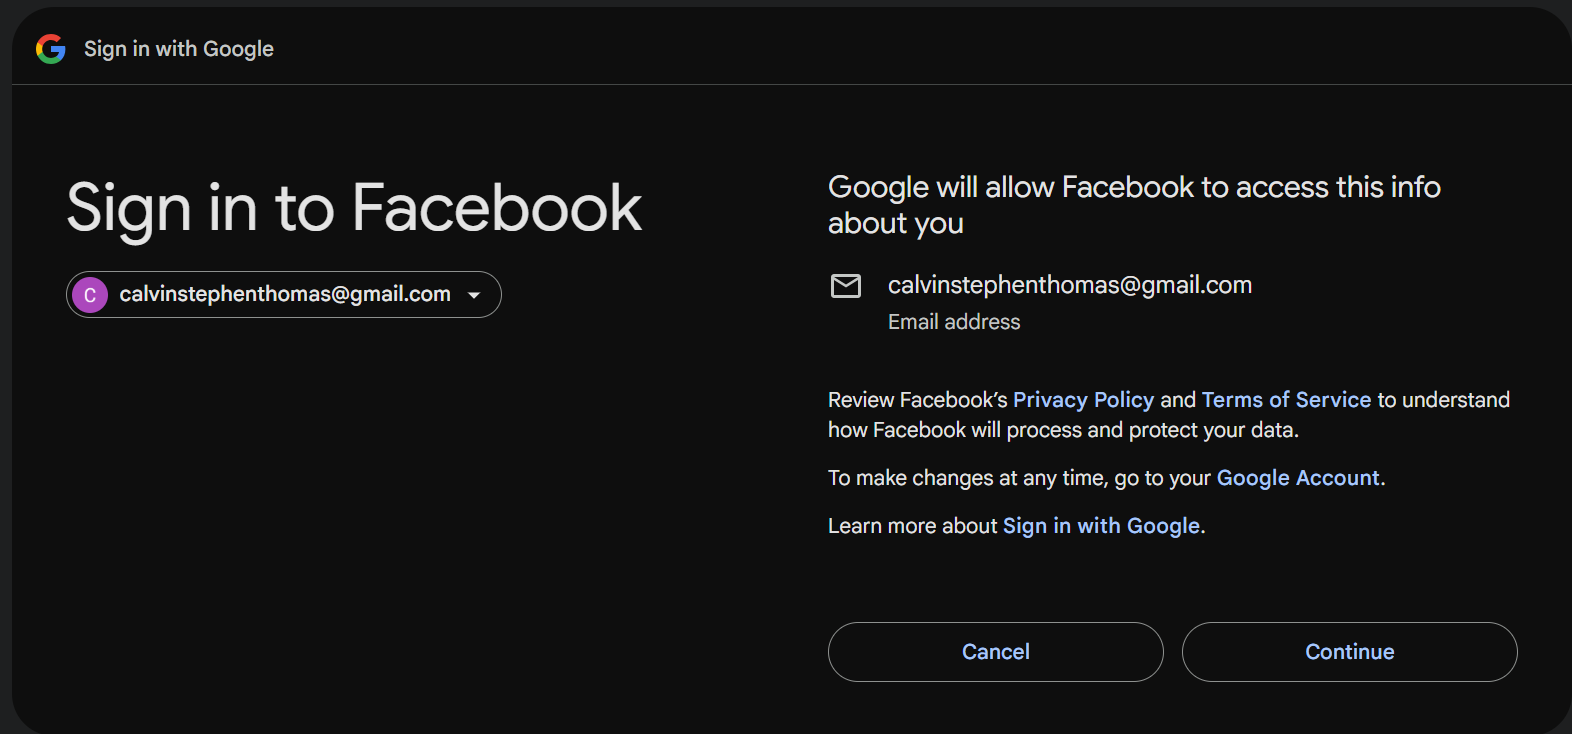 Sign in with Google
Sign in to Facebook
C
calvinstephenthomas@gmail.com
Google will allow Facebook to access this info
about you
calvinstephenthomas@gmail.com
Email address
Review Facebook’s Privacy Policy and Terms of Service to understand
how Facebook will process and protect your data.
To make changes at any time, go to your Google Account.
Learn more about Sign in with Google.
Cancel
Continue